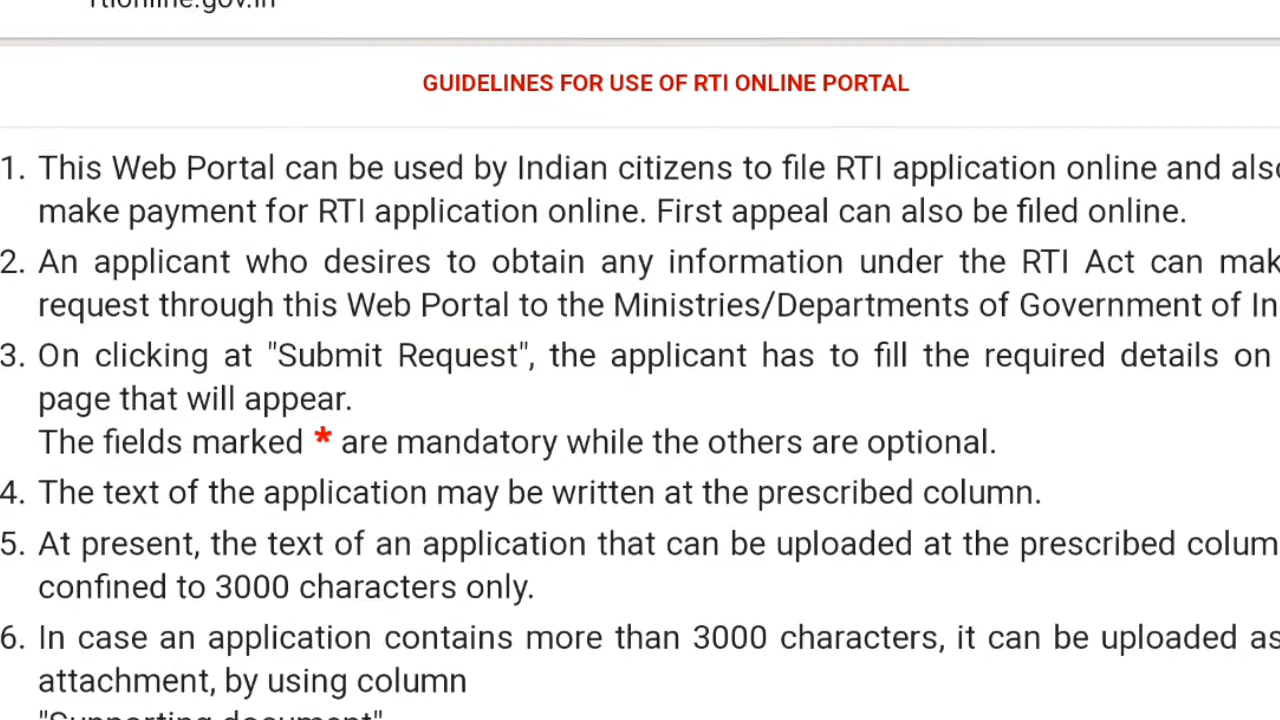 rtionline.gov.in
GUIDELINES FOR USE OF RTI ONLINE PORTAL
1. This Web Portal can be used by Indian citizens to file RTI application online and also
make payment for RTI application online. First appeal can also be filed online.
2. An applicant who desires to obtain any information under the RTI Act can
request through this Web Portal to the Ministries/Departments of Government of
3. On clicking at "Submit Request", the applicant has to fill the required details on
page that will appear.
The fields marked * are mandatory while the others are optional.
4. The text of the application may be written at the prescribed column.
5. At present, the text of an application that can be uploaded at the prescribed
confined to 3000 characters only.
6. In case an application contains more than 3000 characters, it can be uploaded as
attachment, by using column
"Supporting document"